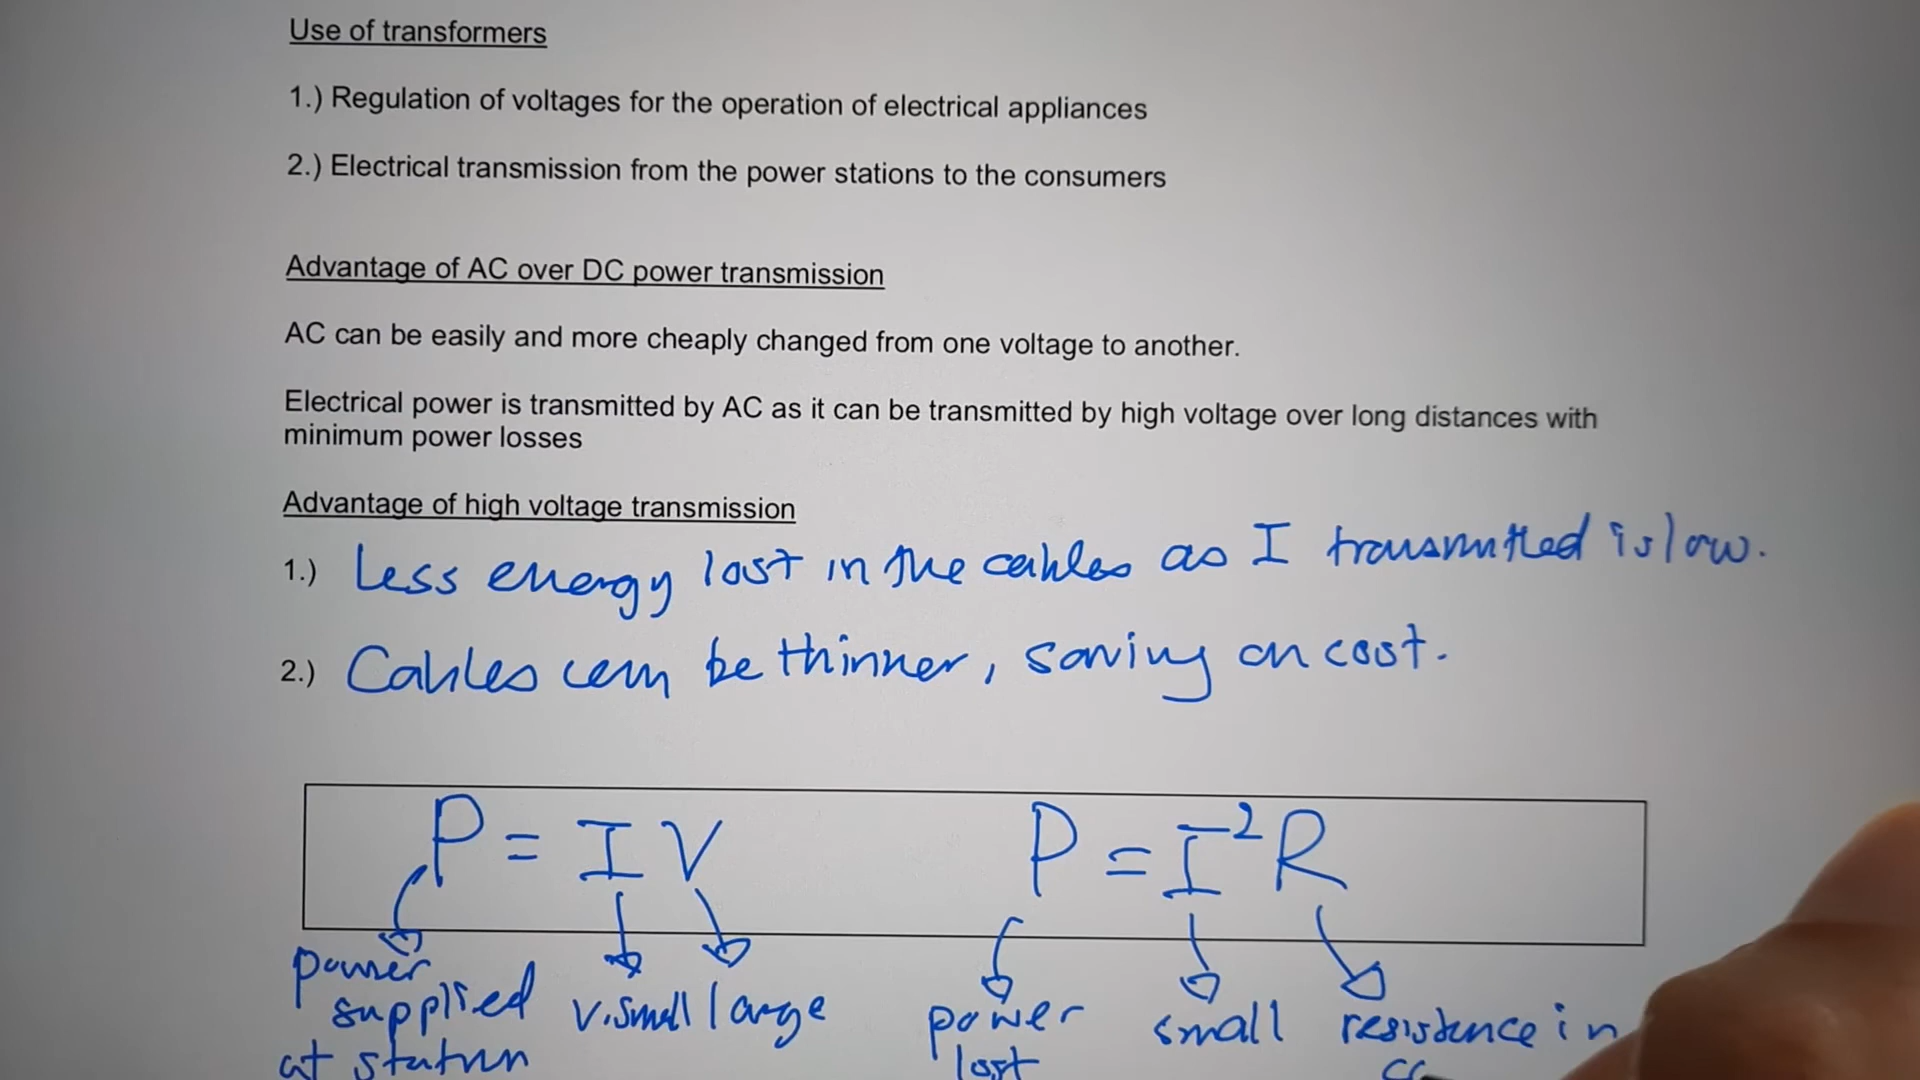 Use of transformers
1.) Regulation of voltages for the operation of electrical appliances
2.) Electrical transmission from the power stations to the consumers
Advantage of AC over DC power transmission
AC can be easily and more cheaply changed from one voltage to another.
Electrical power is transmitted by AC as it can be transmitted by high voltage over long distances with
minimum power losses
Advantage of high voltage transmission
1.) Less energy lost in the cables as I transmitted is low.
2.) Cables can be thinner, saving on cost.
P = IV P = I²R
power supplied at station
v.small
large
power lost
small
resistance in